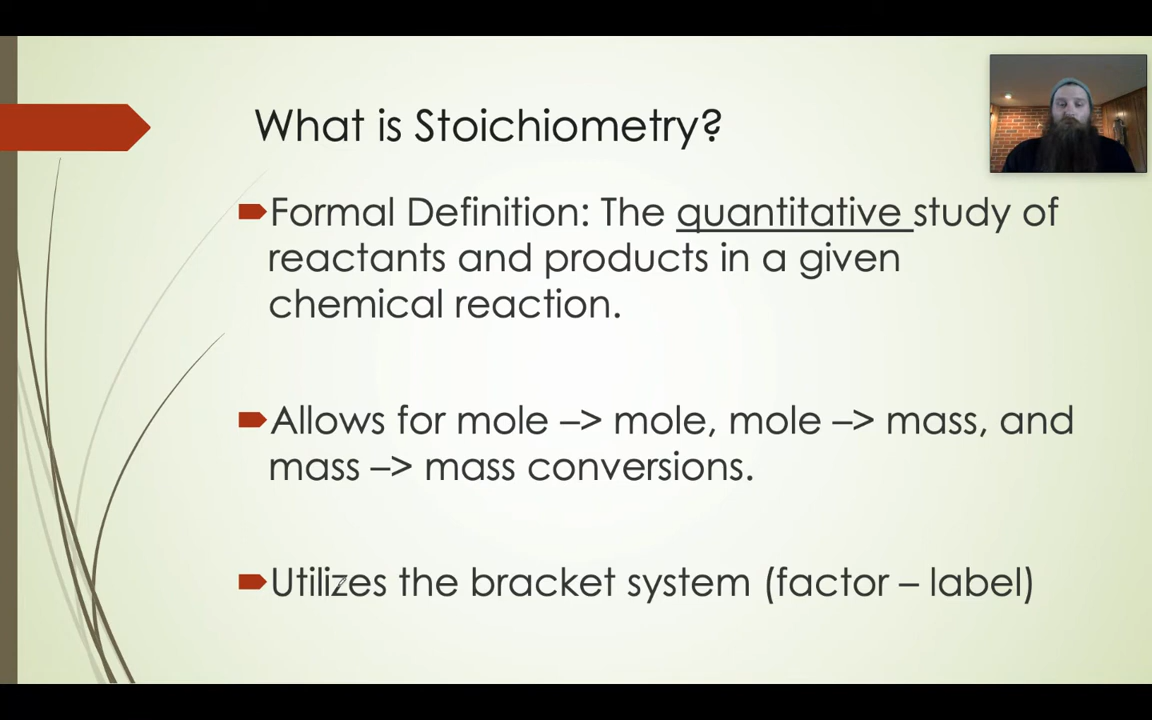 What is Stoichiometry?
Formal Definition: The quantitative study of
reactants and products in a given
chemical reaction.
Allows for mole –> mole, mole –> mass, and
mass –> mass conversions.
Utilizes the bracket system (factor – label)